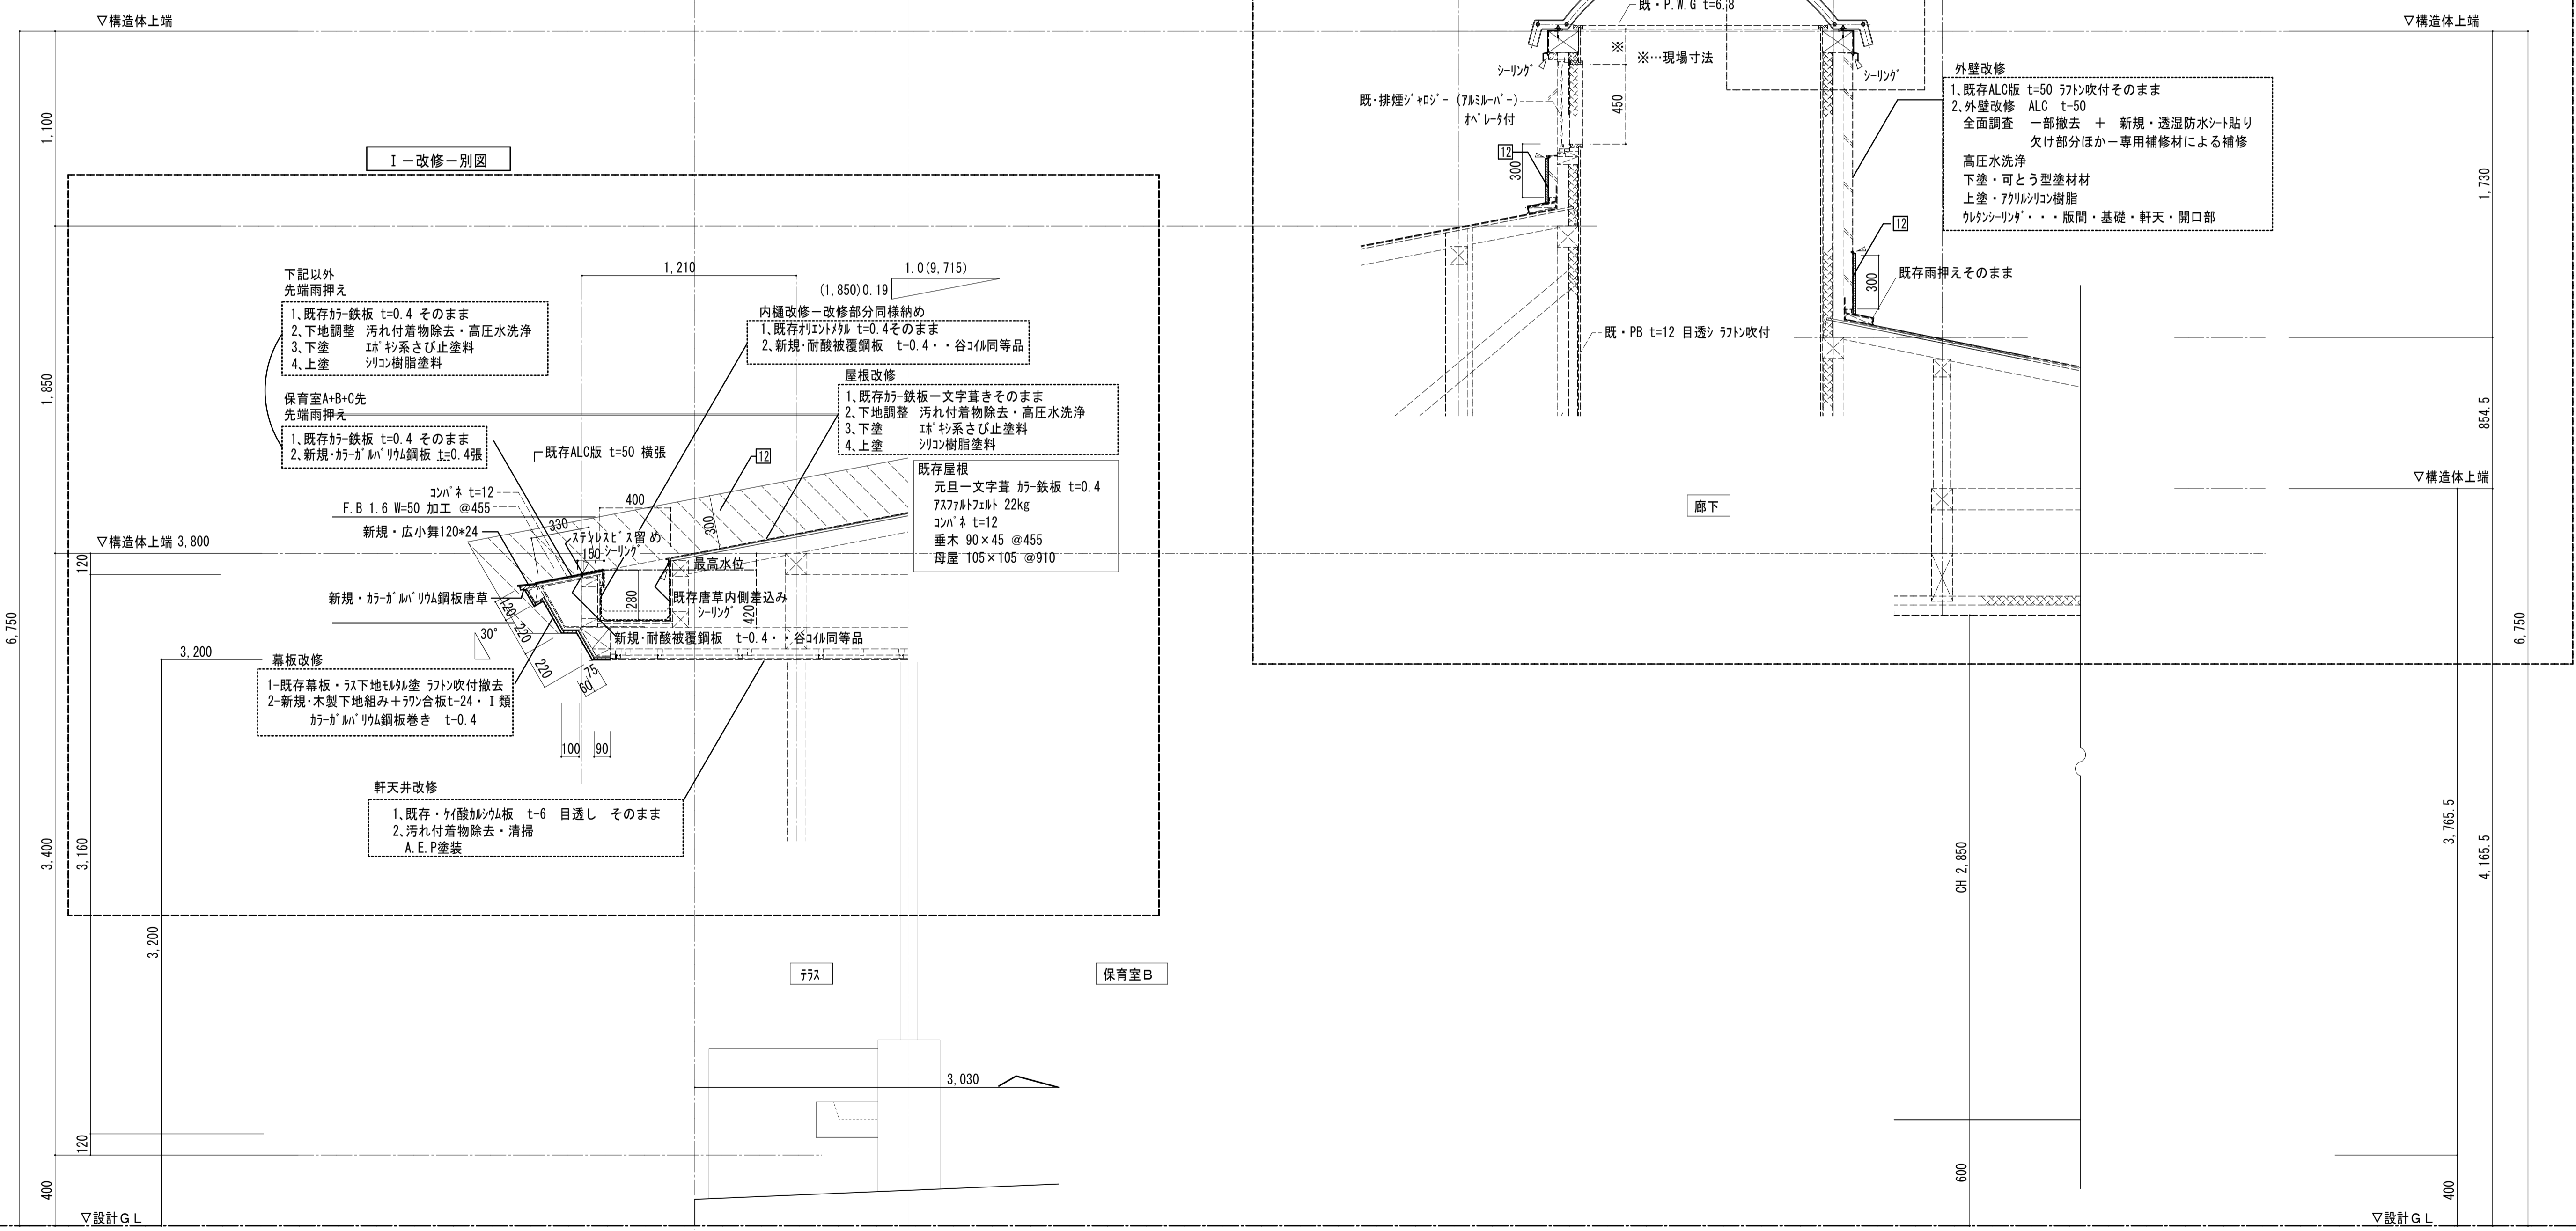 ▽構造体上端
1,100
1,850
3,400
400
6,750
120
3,160
120
3,200
3,200
▽構造体上端 3,800
▽設計ＧＬ
Ｉ－改修－別図
下記以外
先端雨押え
1、既存ｶﾗｰ鉄板 t=0.4 そのまま
2、下地調整 汚れ付着物除去・高圧水洗浄
3、下塗 ｴﾎﾟｷｼ系さび止塗料
4、上塗 ｼﾘｺﾝ樹脂塗料
保育室A+B+C先
先端雨押え
1、既存ｶﾗｰ鉄板 t=0.4 そのまま
2、新規・ｶﾗｰｶﾞﾙﾊﾞﾘｳﾑ鋼板 t=0.4張
1,210
1.0(9,715)
(1,850)0.19
内樋改修－改修部分同様納め
1、既存ｵﾘｴﾝﾄﾒﾀﾙ t=0.4そのまま
2、新規・耐酸被覆鋼板 t-0.4・・谷ｺｲﾙ同等品
屋根改修
1、既存ｶﾗｰ鉄板一文字葺きそのまま
2、下地調整 汚れ付着物除去・高圧水洗浄
3、下塗 ｴﾎﾟｷｼ系さび止塗料
4、上塗 ｼﾘｺﾝ樹脂塗料
既存屋根
元旦一文字葺 ｶﾗｰ鉄板 t=0.4
ｱｽﾌｧﾙﾄﾌｪﾙﾄ 22kg
ｺﾝﾊﾟﾈ t=12
垂木 90×45 @455
母屋 105×105 @910
既存ALC版 t=50 横張
12
ｺﾝﾊﾟﾈ t=12
F.B 1.6 W=50 加工 @455
新規・広小舞120*24
400
330
300
ｽﾃﾝﾚｽﾋﾞｽ留め
150
ｼｰﾘﾝｸﾞ
最高水位
280
420
既存唐草内側差込み
ｼｰﾘﾝｸﾞ
新規・ｶﾗｰｶﾞﾙﾊﾞﾘｳﾑ鋼板唐草
120
220
220
30°
75
60
新規・耐酸被覆鋼板 t-0.4・・谷ｺｲﾙ同等品
幕板改修
1-既存幕板・ﾗｽ下地ﾓﾙﾀﾙ塗 ﾗﾌﾄﾝ吹付撤去
2-新規・木製下地組み＋ﾗﾜﾝ合板t-24・Ｉ類
ｶﾗｰｶﾞﾙﾊﾞﾘｳﾑ鋼板巻き t-0.4
100
90
軒天井改修
1、既存・ｹｲ酸ｶﾙｼｳﾑ板 t-6 目透し そのまま
2、汚れ付着物除去・清掃
A.E.P塗装
ﾃﾗｽ
保育室Ｂ
3,030
既・P.W.G t=6.8
※
※…現場寸法
ｼｰﾘﾝｸﾞ
ｼｰﾘﾝｸﾞ
既・排煙ｼﾞｬﾛｼﾞｰ (ｱﾙﾐﾙｰﾊﾞｰ)
ｵﾍﾟﾚｰﾀ付
450
12
300
既・PB t=12 目透ｼ ﾗﾌﾄﾝ吹付
外壁改修
1、既存ALC版 t=50 ﾗﾌﾄﾝ吹付そのまま
2、外壁改修 ALC t-50
全面調査 一部撤去 ＋ 新規・透湿防水ｼｰﾄ貼り
欠け部分ほか－専用補修材による補修
高圧水洗浄
下塗・可とう型塗材材
上塗・ｱｸﾘﾙｼﾘｺﾝ樹脂
ｳﾚﾀﾝｼｰﾘﾝｸﾞ・・・版間・基礎・軒天・開口部
12
300
既存雨押えそのまま
廊下
CH 2,850
600
▽構造体上端
1,730
854.5
▽構造体上端
3,765.5
4,165.5
6,750
400
▽設計ＧＬ